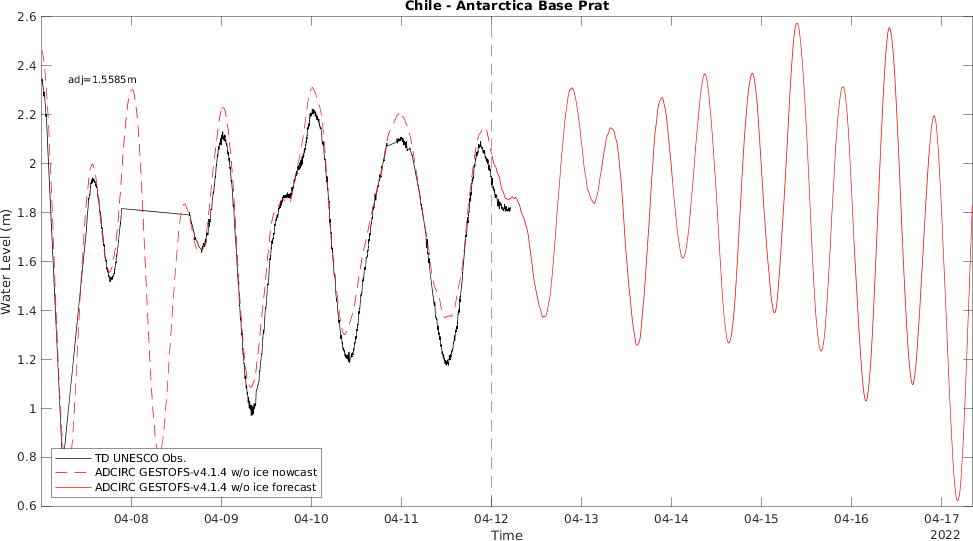 Chile - Antarctica Base Prat
2.6
2.4
adj=1.5585m
2.2
2
1.8
1.6
1.4
1.2
1
0.8
0.6
Water Level (m)
TD UNESCO Obs.
ADCIRC GESTOFS-v4.1.4 w/o ice nowcast
ADCIRC GESTOFS-v4.1.4 w/o ice forecast
04-08 04-09 04-10 04-11 04-12 04-13 04-14 04-15 04-16 04-17
Time
2022